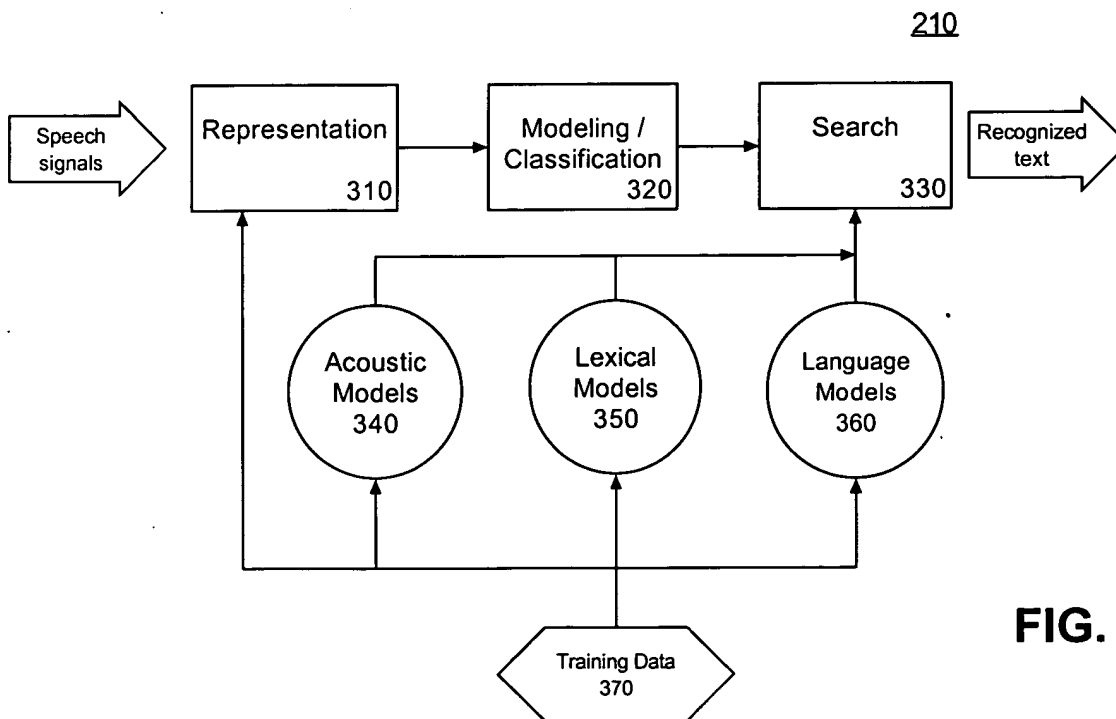 210
Speech
signals
Representation
310
Modeling /
Classification
320
Search
330
Recognized
text
Acoustic
Models
340
Lexical
Models
350
Language
Models
360
Training Data
370
FIG.